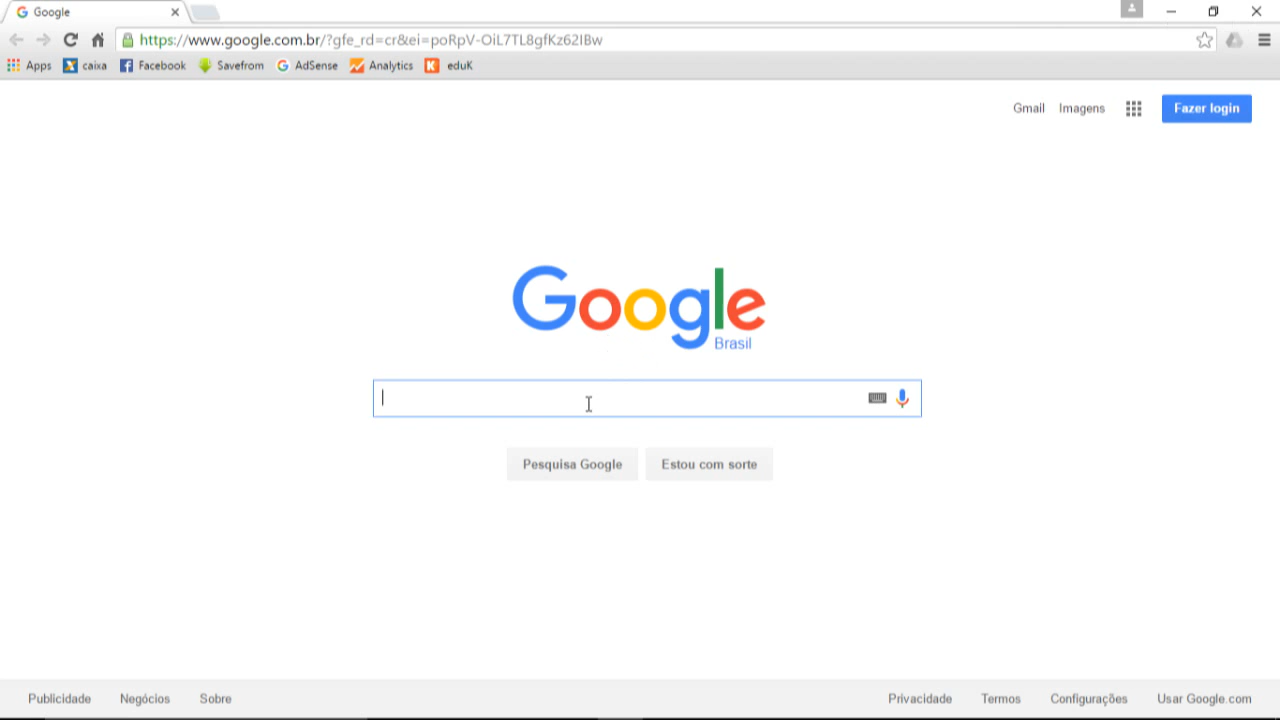 Google
https://www.google.com.br/?gfe_rd=cr&ei=poRpV-OiL7TL8gfKz62IBw
Apps caixa Facebook Savefrom AdSense Analytics eduK
Gmail Imagens Fazer login
Google
Brasil
Pesquisa Google Estou com sorte
Publicidade Negócios Sobre Privacidade Termos Configurações Usar Google.com